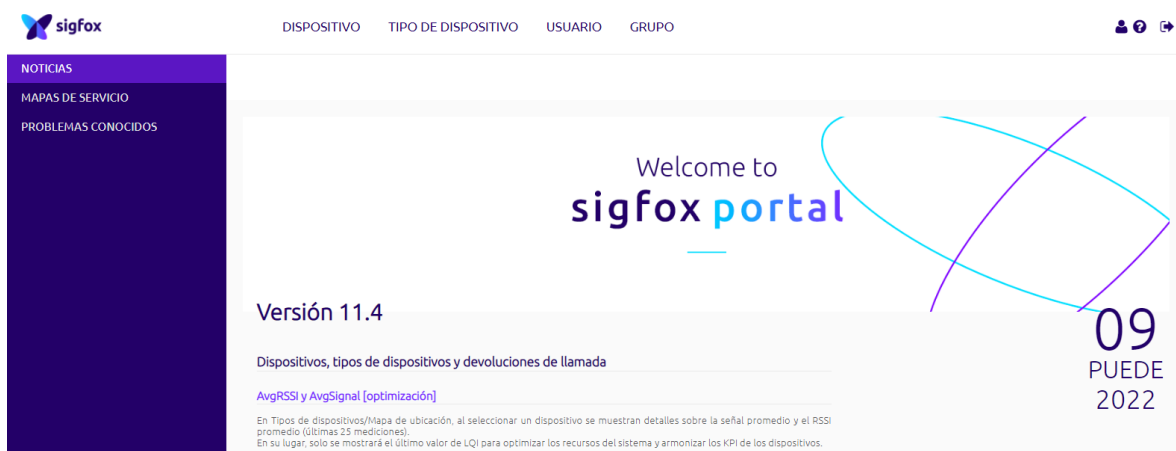 sigfox
DISPOSITIVO TIPO DE DISPOSITIVO USUARIO GRUPO
NOTICIAS
MAPAS DE SERVICIO
PROBLEMAS CONOCIDOS
Welcome to
sigfox portal
Versión 11.4
09
PUEDE
2022
Dispositivos, tipos de dispositivos y devoluciones de llamada
AvgRSSI y AvgSignal [optimización]
En Tipos de dispositivos/Mapa de ubicación, al seleccionar un dispositivo se muestran detalles sobre la señal promedio y el RSSI
promedio (últimas 25 mediciones).
En su lugar, solo se mostrará el último valor de LQI para optimizar los recursos del sistema y armonizar los KPI de los dispositivos.